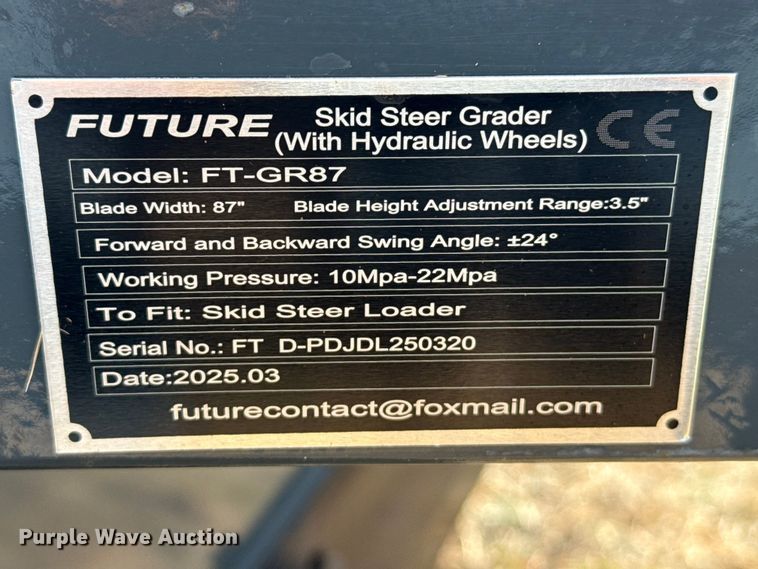 FUTURE Skid Steer Grader CE
(With Hydraulic Wheels)
Model: FT-GR87
Blade Width: 87" Blade Height Adjustment Range:3.5"
Forward and Backward Swing Angle: ±24°
Working Pressure: 10Mpa-22Mpa
To Fit: Skid Steer Loader
Serial No.: FT D-PDJDL250320
Date:2025.03
futurecontact@foxmail.com
Purple Wave Auction®